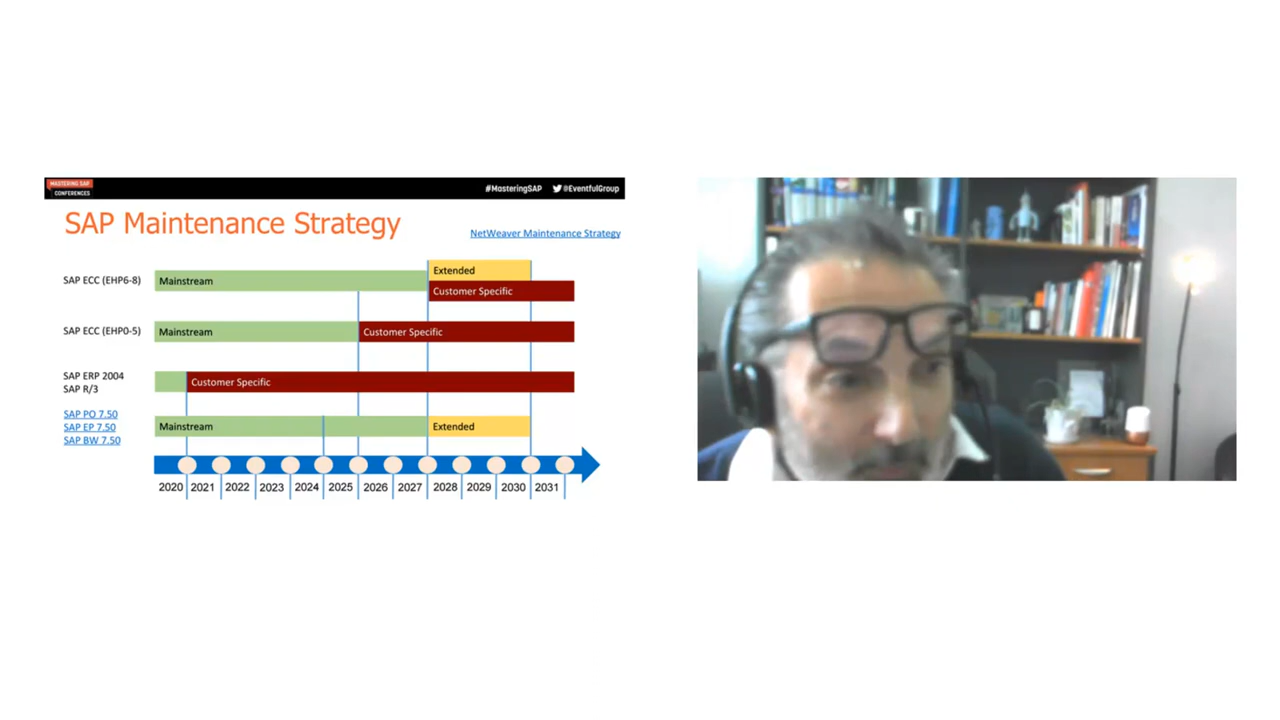 MASTERING SAP
CONFERENCES
#MasteringSAP @EventfulGroup
SAP Maintenance Strategy
NetWeaver Maintenance Strategy
SAP ECC (EHP6-8)
Mainstream
Extended
Customer Specific
SAP ECC (EHP0-5)
Mainstream
Customer Specific
SAP ERP 2004
SAP R/3
Customer Specific
SAP PO 7.50
SAP EP 7.50
SAP BW 7.50
Mainstream
Extended
2020 2021 2022 2023 2024 2025 2026 2027 2028 2029 2030 2031